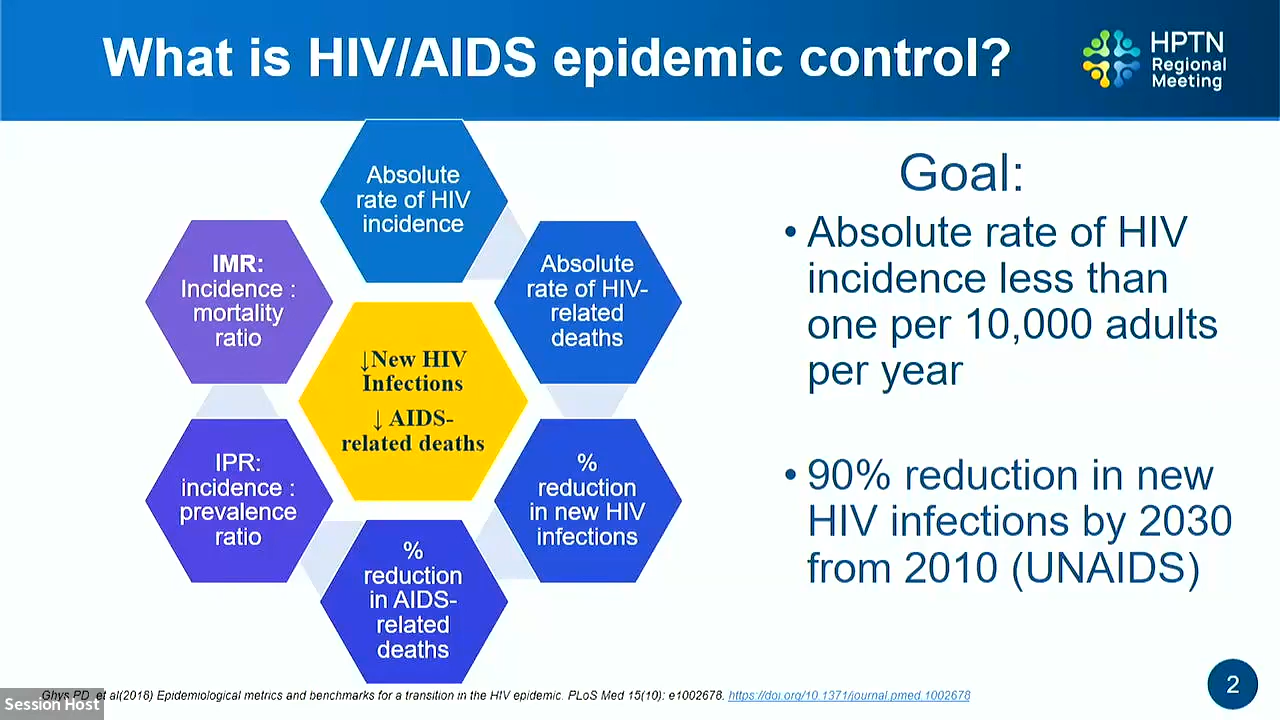 What is HIV/AIDS epidemic control?
HPTN
Regional
Meeting
Absolute
rate of HIV
incidence
Absolute
rate of HIV-
related
deaths
%
reduction
in new HIV
infections
%
reduction
in AIDS-
related
deaths
IPR:
incidence :
prevalence
ratio
IMR:
Incidence :
mortality
ratio
↓New HIV
Infections
↓ AIDS-
related deaths
Goal:
• Absolute rate of HIV
incidence less than
one per 10,000 adults
per year
• 90% reduction in new
HIV infections by 2030
from 2010 (UNAIDS)
Ghys PD, et al(2018) Epidemiological metrics and benchmarks for a transition in the HIV epidemic. PLoS Med 15(10): e1002678. https://doi.org/10.1371/journal.pmed.1002678
Session Host
2